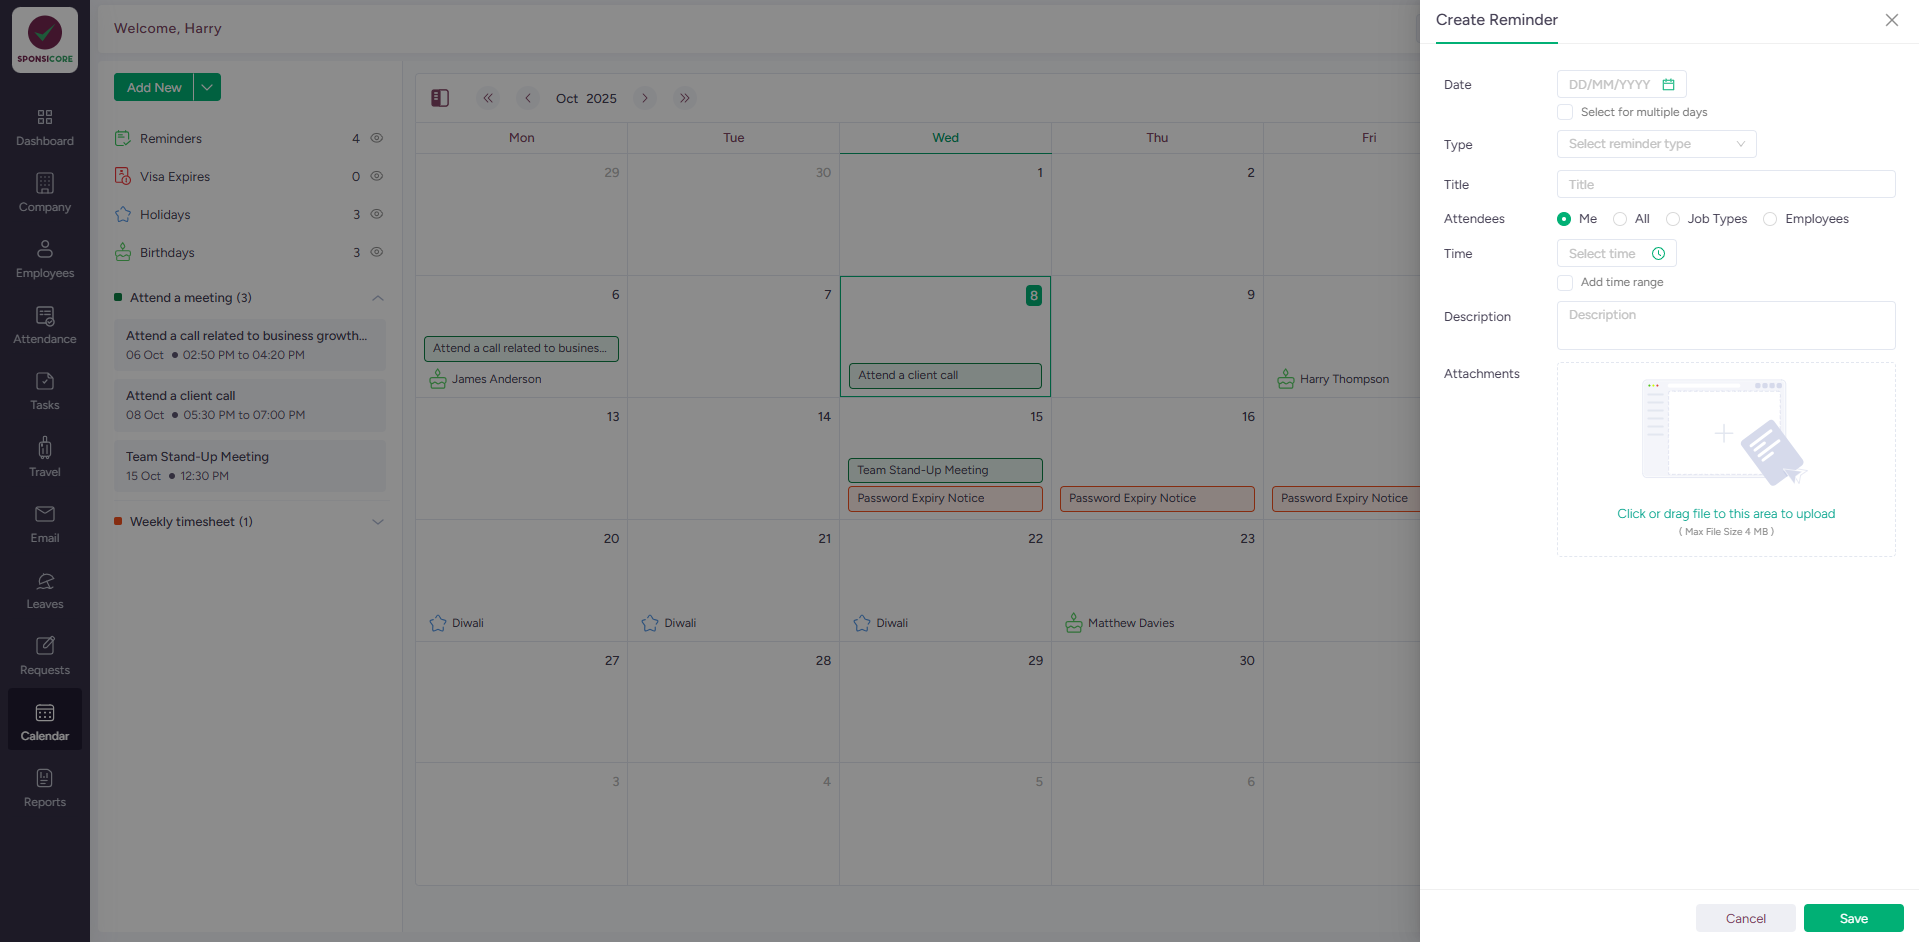 SPONSICORE
Dashboard
Company
Employees
Attendance
Tasks
Travel
Email
Leaves
Requests
Calendar
Reports
Welcome, Harry
Add New
Reminders 4
Visa Expires 0
Holidays 3
Birthdays 3
Attend a meeting (3)
Attend a call related to business growth...
06 Oct 02:50 PM to 04:20 PM
Attend a client call
08 Oct 05:30 PM to 07:00 PM
Team Stand-Up Meeting
15 Oct 12:30 PM
Weekly timesheet (1)
Oct 2025
Mon Tue Wed Thu Fri
29 30 1 2
6 7 8 9
Attend a call related to busines...
Attend a client call
James Anderson
Harry Thompson
13 14 15 16
Team Stand-Up Meeting
Password Expiry Notice Password Expiry Notice Password Expiry Notice
20 21 22 23
Diwali Diwali Diwali Matthew Davies
27 28 29 30
3 4 5 6
Create Reminder
Date DD/MM/YYYY
Select for multiple days
Type Select reminder type
Title Title
Attendees Me All Job Types Employees
Time Select time
Add time range
Description Description
Attachments
Click or drag file to this area to upload
( Max File Size 4 MB )
Cancel Save